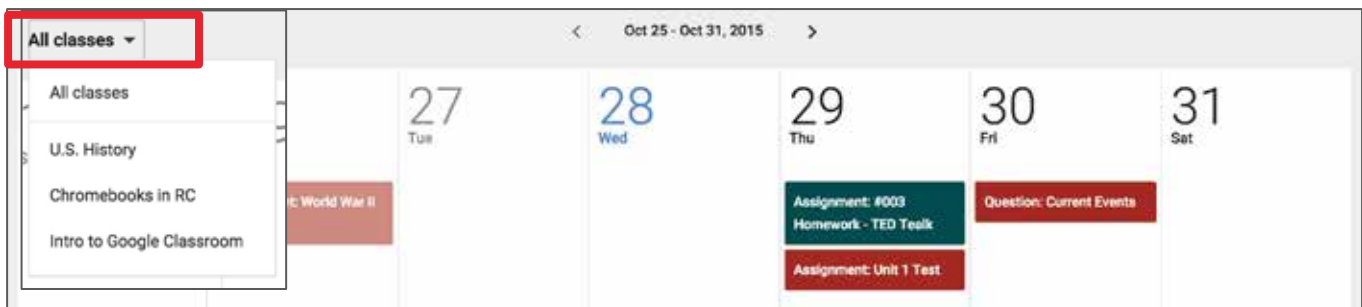 All classes
Oct 25 - Oct 31, 2015
All classes
U.S. History
Chromebooks in RC
Intro to Google Classroom
27
Tue
28
Wed
29
Thu
30
Fri
31
Sat
World War II
Assignment: #003
Homework - TED Tealk
Assignment: Unit 1 Test
Question: Current Events